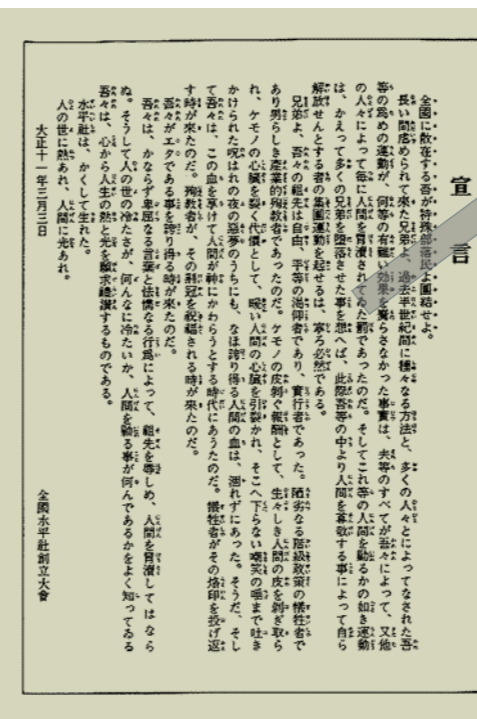 宣言
全國に散在する吾が特殊部落民よ團結せよ。
長い間虐められて來た兄弟よ、過去半世紀間に種々なる方法と、多くの人々とによってなされた吾
等の爲めの運動が、何等の有難い効果を齎らさなかった事實は、夫等のすべてが吾々によって、又他
の人々によって毎に人間を冒瀆されてゐた罰であったのだ。そしてこれ等の人間を勦るかの如き運動
は、かえって多くの兄弟を堕落させた事を想へば、此際吾等の中より人間を尊敬する事によって自ら
解放せんとする者の集團運動を起せるは、寧ろ必然である。
兄弟よ、吾々の祖先は自由、平等の渇仰者であり、實行者であった。陋劣なる階級政策の犠牲者で
あり男らしき産業的殉教者であったのだ。ケモノの皮剝ぐ報酬として、生々しき人間の皮を剝ぎ取ら
れ、ケモノの心臟を裂く代價として、暖い人間の心臟を引裂かれ、そこへ下らない嘲笑の唾まで吐き
かけられた呪はれの夜の惡夢のうちにも、なほ誇り得る人間の血は、涸れずにあった。そうだ、そし
て吾々は、この血を享けて人間が神にかわらうとする時代にあうたのだ。犠牲者がその烙印を投げ返
す時が來たのだ。殉教者が、その荆冠を祝福される時が來たのだ。
吾々がエタである事を誇り得る時が來たのだ。
吾々は、かならず卑屈なる言葉と怯懦なる行爲によって、祖先を辱しめ、人間を冒瀆してはなら
ぬ。そうして人の世の冷たさが、何んなに冷たいか、人間を勦る事が何んであるかをよく知ってゐる
吾々は、心から人生の熱と光を願求禮讃するものである。
水平社は、かくして生れた。
人の世に熱あれ、人間に光あれ。
大正十一年三月三日
全國水平社創立大會